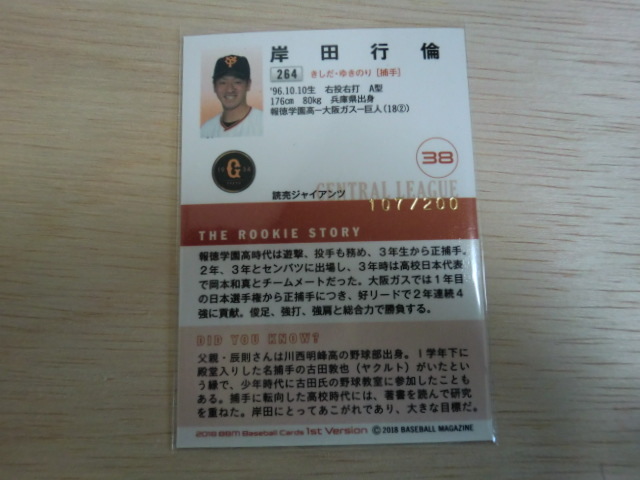 岸田行倫
264
きしだ・ゆきのり [捕手]
'96.10.10生 右投右打 A型
176cm 80kg 兵庫県出身
報徳学園高―大阪ガス―巨人(18②)
G
38
読売ジャイアンツ
CENTRAL LEAGUE
107/200
THE ROOKIE STORY
報徳学園高時代は遊撃、投手も務め、3年生から正捕手。
2年、3年とセンバツに出場し、3年時は高校日本代表
で岡本和真とチームメートだった。大阪ガスでは1年目
の日本選手権から正捕手につき、好リードで2年連続4
強に貢献。俊足、強打、強肩と総合力で勝負する。
DID YOU KNOW?
父親・辰則さんは川西明峰高の野球部出身。1学年下に
殿堂入りした名捕手の古田敦也(ヤクルト)がいたとい
う縁で、少年時代に古田氏の野球教室に参加したことも
ある。捕手に転向した高校時代には、著書を読んで研究
を重ねた。岸田にとってあこがれであり、大きな目標だ。
2018 BBM Baseball Cards 1st Version ©2018 BASEBALL MAGAZINE